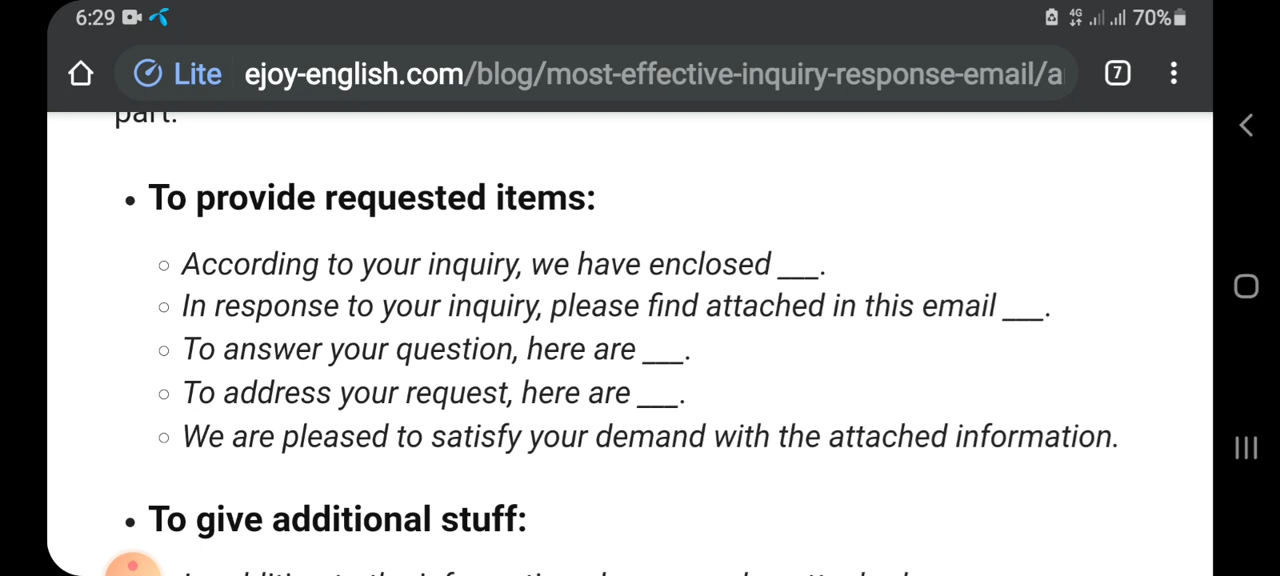 6:29 4G 70%
Lite ejoy-english.com/blog/most-effective-inquiry-response-email/a 7
part.
• To provide requested items:
○ According to your inquiry, we have enclosed ___.
○ In response to your inquiry, please find attached in this email ___.
○ To answer your question, here are ___.
○ To address your request, here are ___.
○ We are pleased to satisfy your demand with the attached information.
• To give additional stuff: